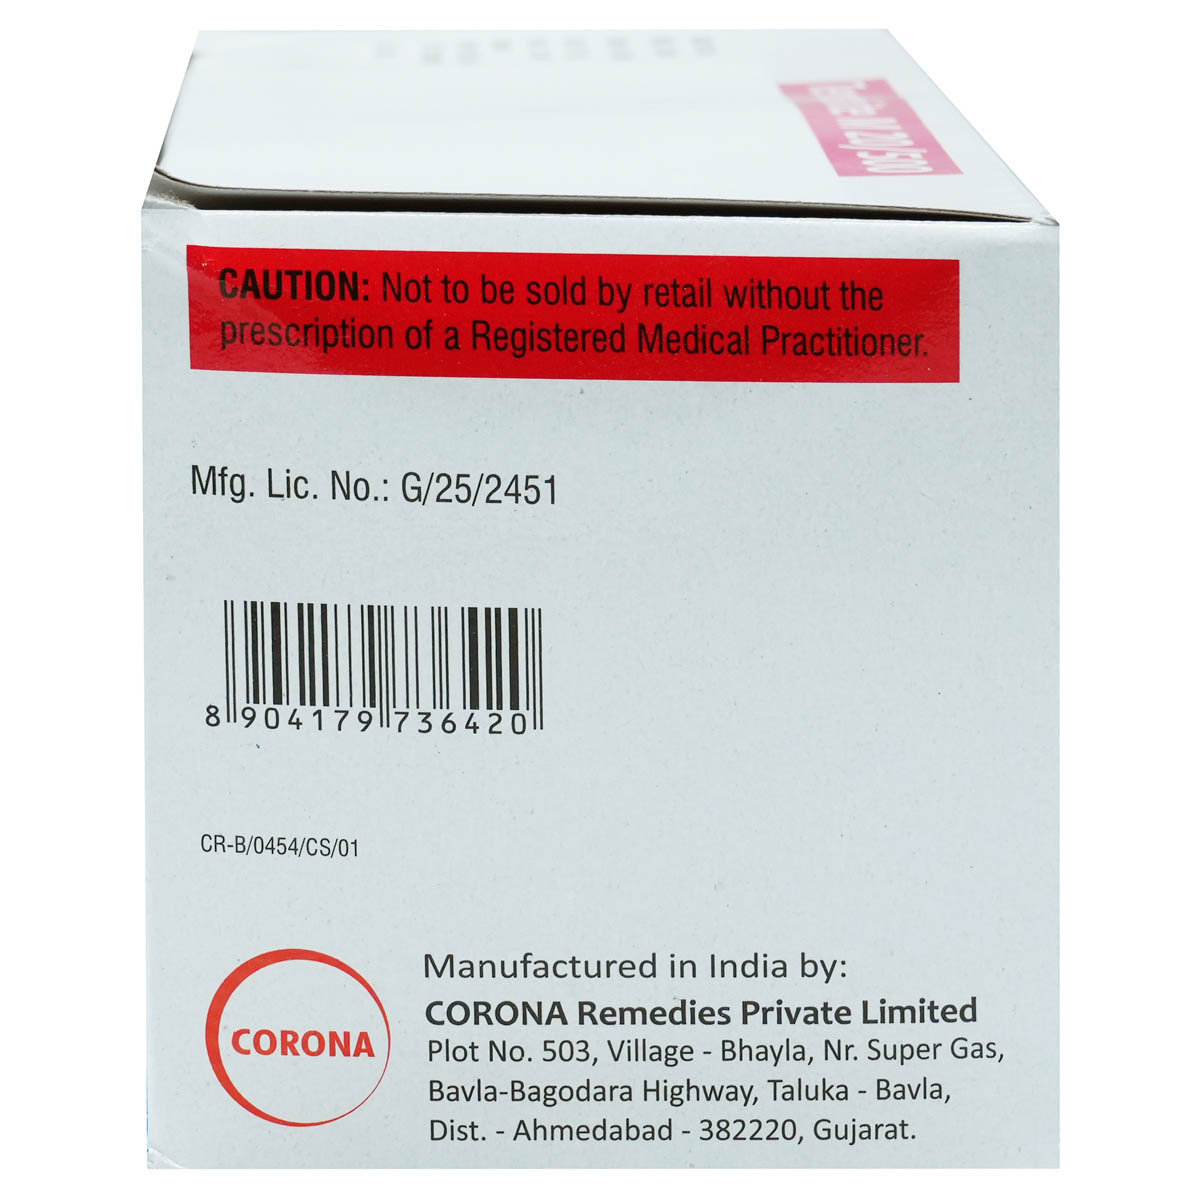 M 20/500
CAUTION: Not to be sold by retail without the
prescription of a Registered Medical Practitioner.
Mfg. Lic. No.: G/25/2451
8 904179 736420
CR-B/0454/CS/01
CORONA
Manufactured in India by:
CORONA Remedies Private Limited
Plot No. 503, Village - Bhayla, Nr. Super Gas,
Bavla-Bagodara Highway, Taluka - Bavla,
Dist. - Ahmedabad - 382220, Gujarat.